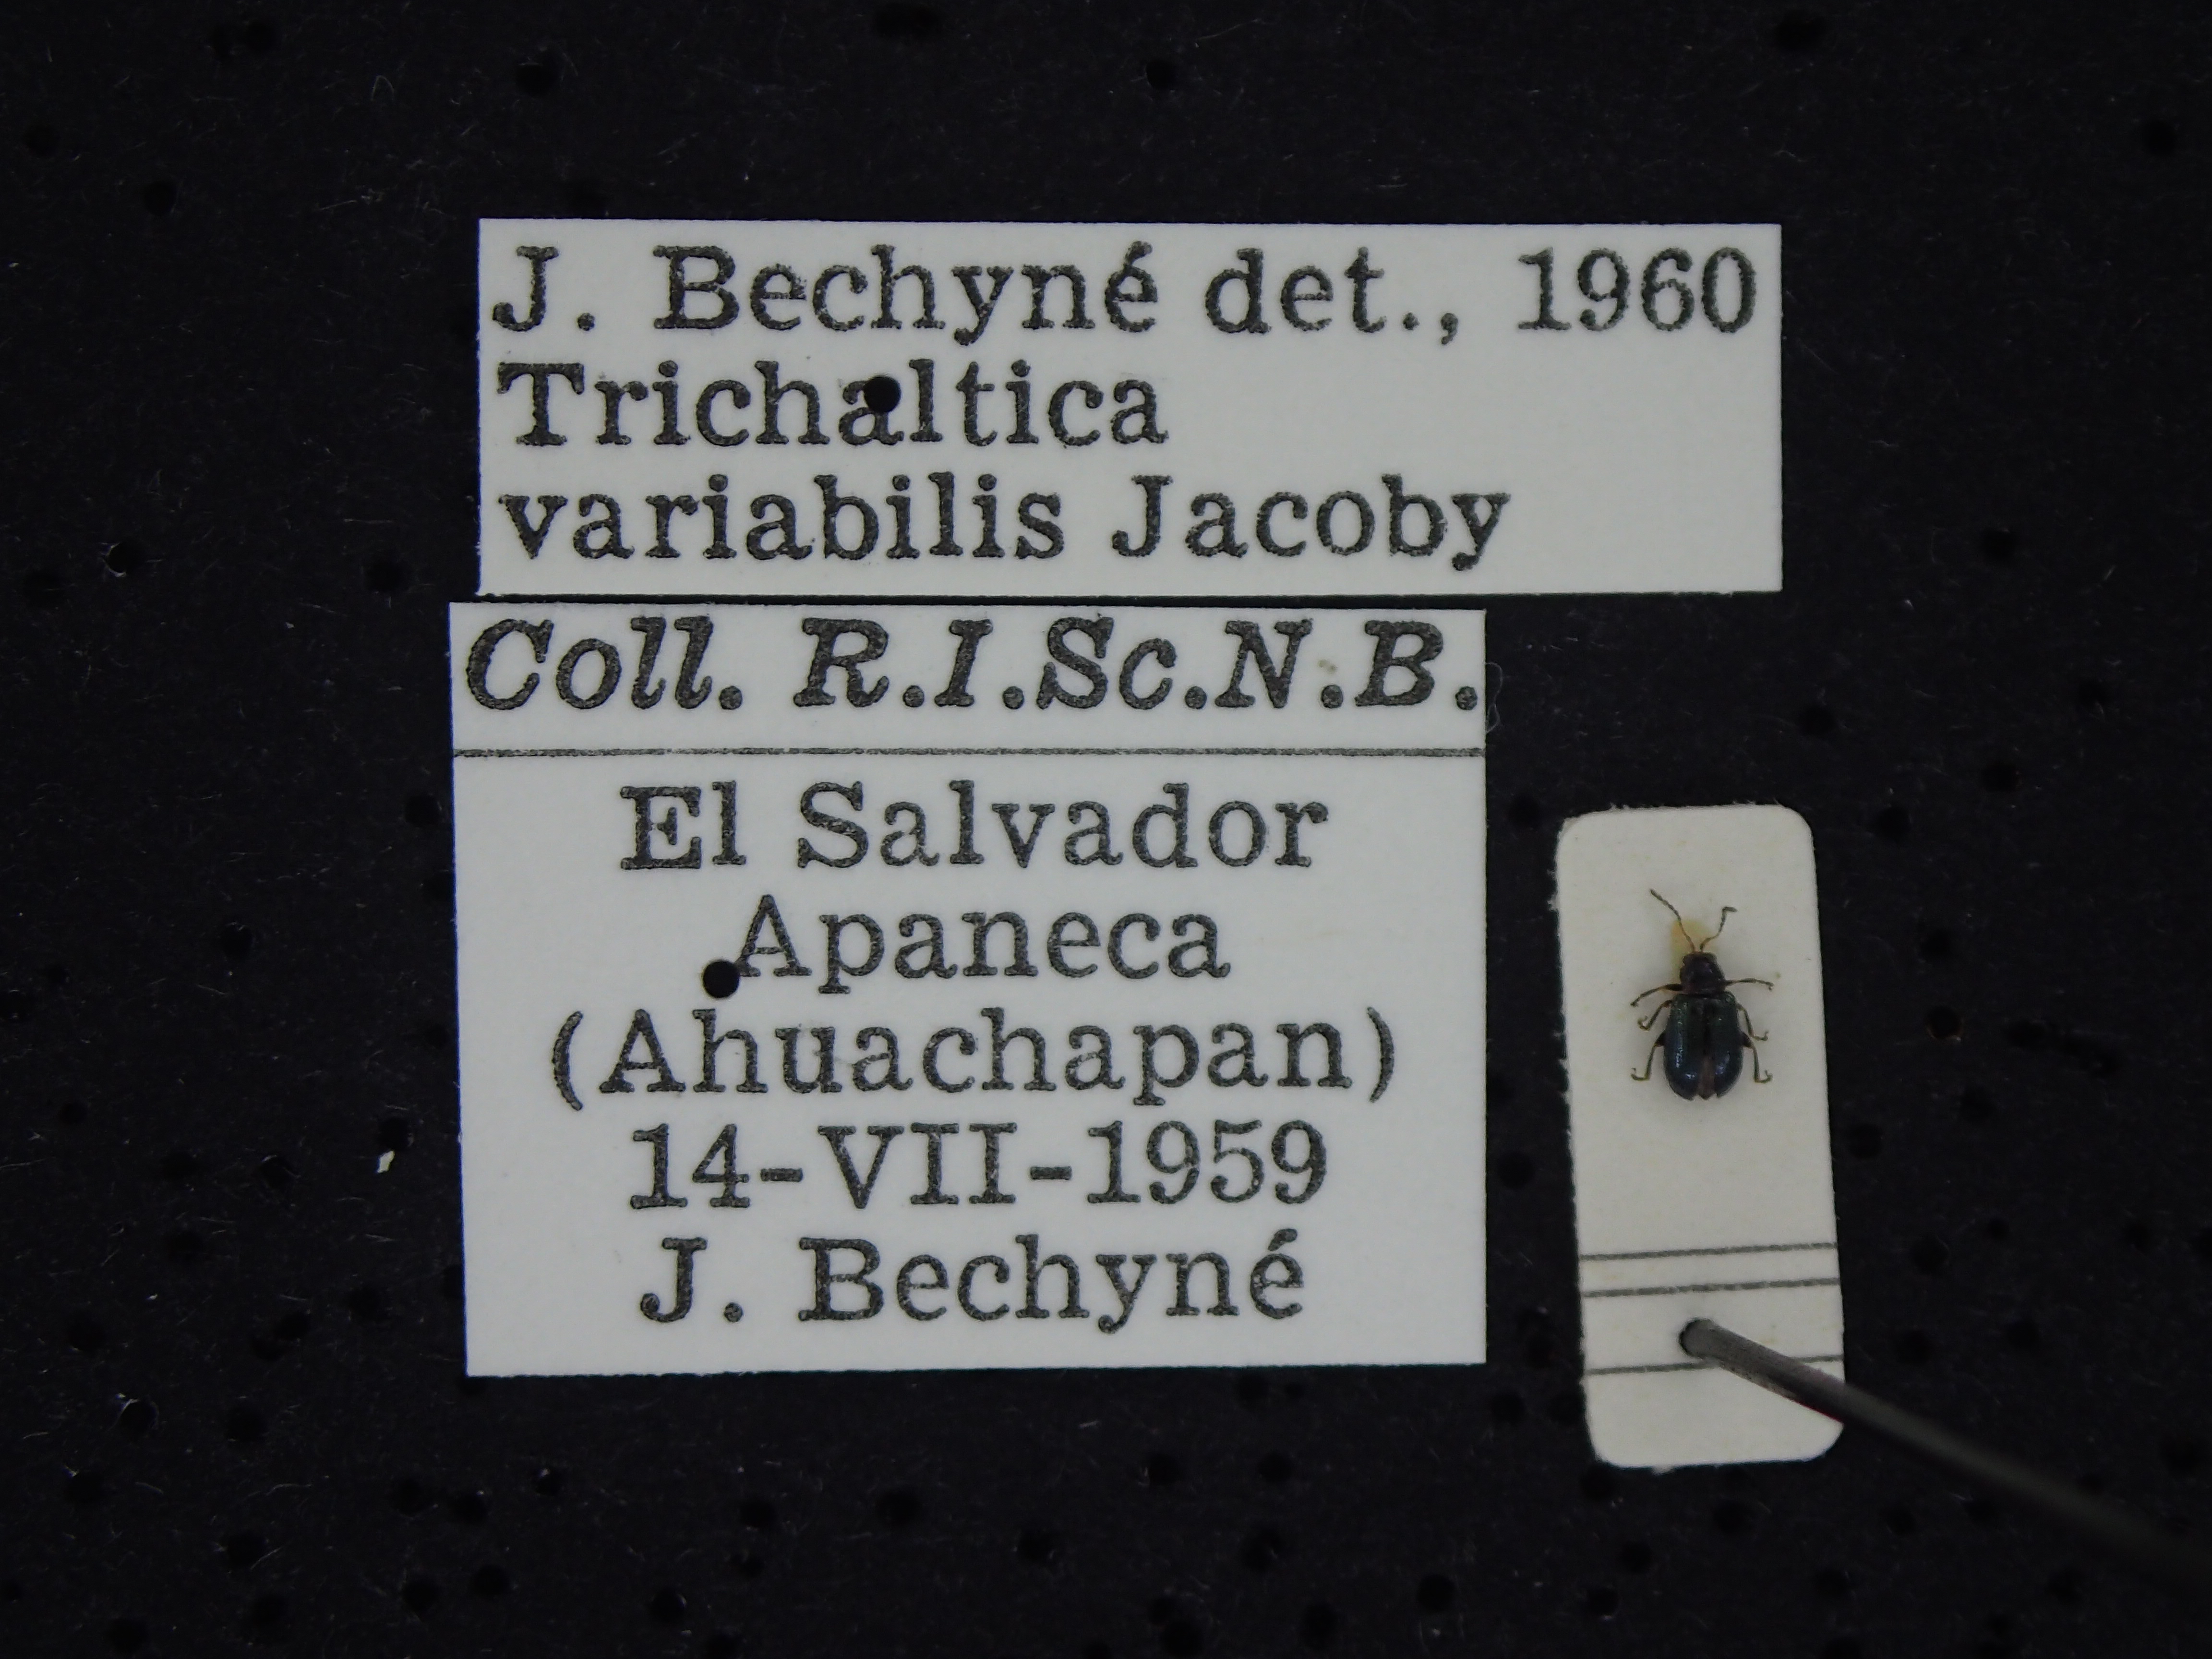 J. Bechyné det., 1960
Trichaltica
variabilis Jacoby
Coll. R.I.Sc.N.B.
El Salvador
Apaneca
(Ahuachapan)
14-VII-1959
J. Bechyné